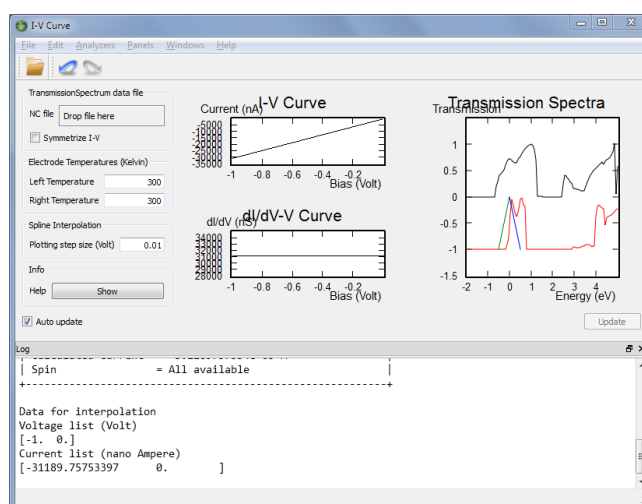 I-V Curve
File Edit Analyzers Panels Windows Help
TransmissionSpectrum data file
NC file Drop file here
Symmetrize I-V
Electrode Temperatures (Kelvin)
Left Temperature 300
Right Temperature 300
Spline Interpolation
Plotting step size (Volt) 0.01
Info
Help Show
Auto update
I-V Curve
Current (nA)
-5000
-10000
-15000
-20000
-25000
-30000
-35000
-1 -0.8 -0.6 -0.4 -0.2
Bias (Volt)
dI/dV-V Curve
dI/dV (nS)
34000
33000
32000
31000
30000
29000
28000
-1 -0.8 -0.6 -0.4 -0.2
Bias (Volt)
Transmission Spectra
Transmission
1
0.5
0
-0.5
-1
-1.5
-2 -1 0 1 2 3 4
Energy (eV)
Update
Log
| Spin = All available |
+----------------------------------------------------------+
Data for interpolation
Voltage list (Volt)
[-1. 0.]
Current list (nano Ampere)
[-31189.75753397 0. ]